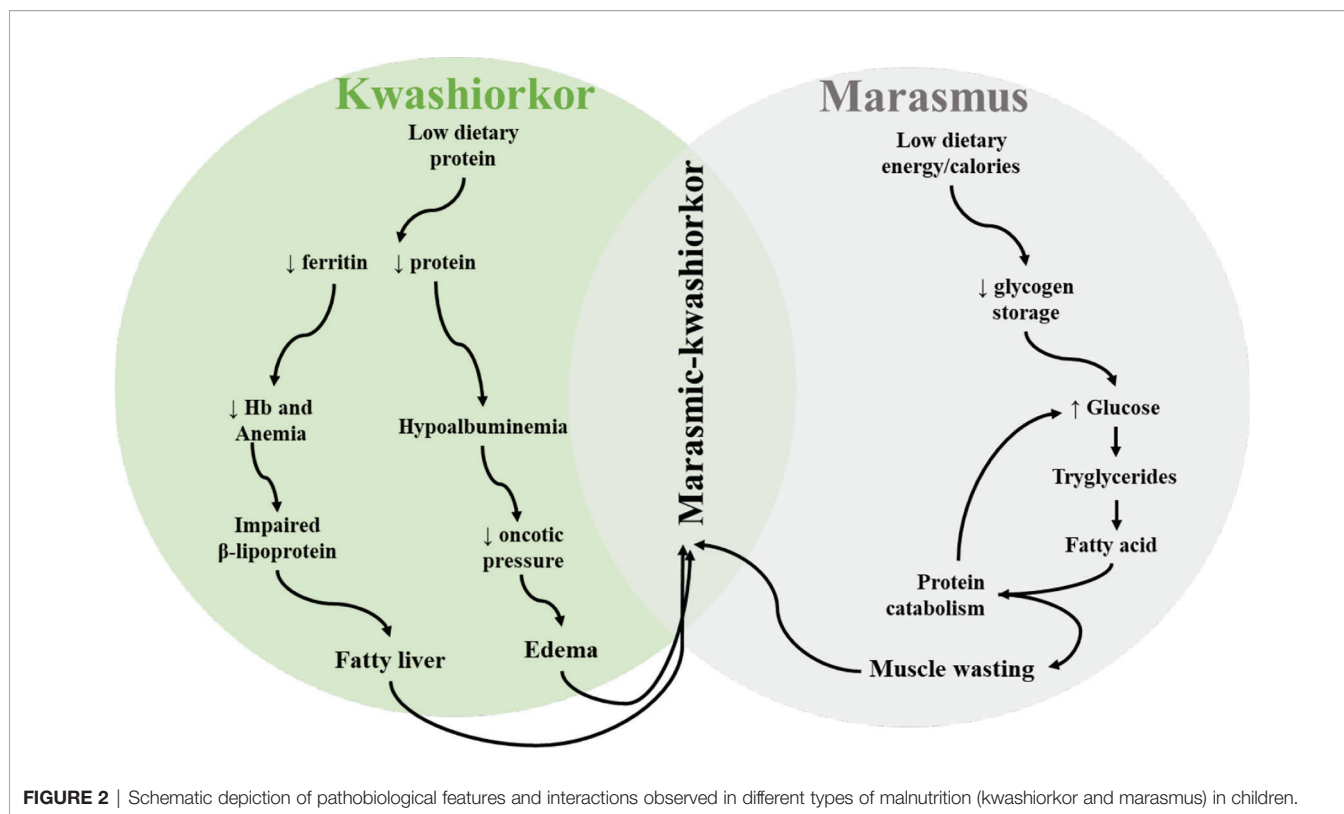 Kwashiorkor
Low dietary
protein
↓ ferritin
↓ protein
↓ Hb and
Anemia
Hypoalbuminemia
Impaired
β-lipoprotein
↓ oncotic
pressure
Fatty liver
Edema
Marasmic-kwashiorkor
Marasmus
Low dietary
energy/calories
↓ glycogen
storage
↑ Glucose
Tryglycerides
Fatty acid
Protein
catabolism
Muscle wasting
FIGURE 2 | Schematic depiction of pathobiological features and interactions observed in different types of malnutrition (kwashiorkor and marasmus) in children.